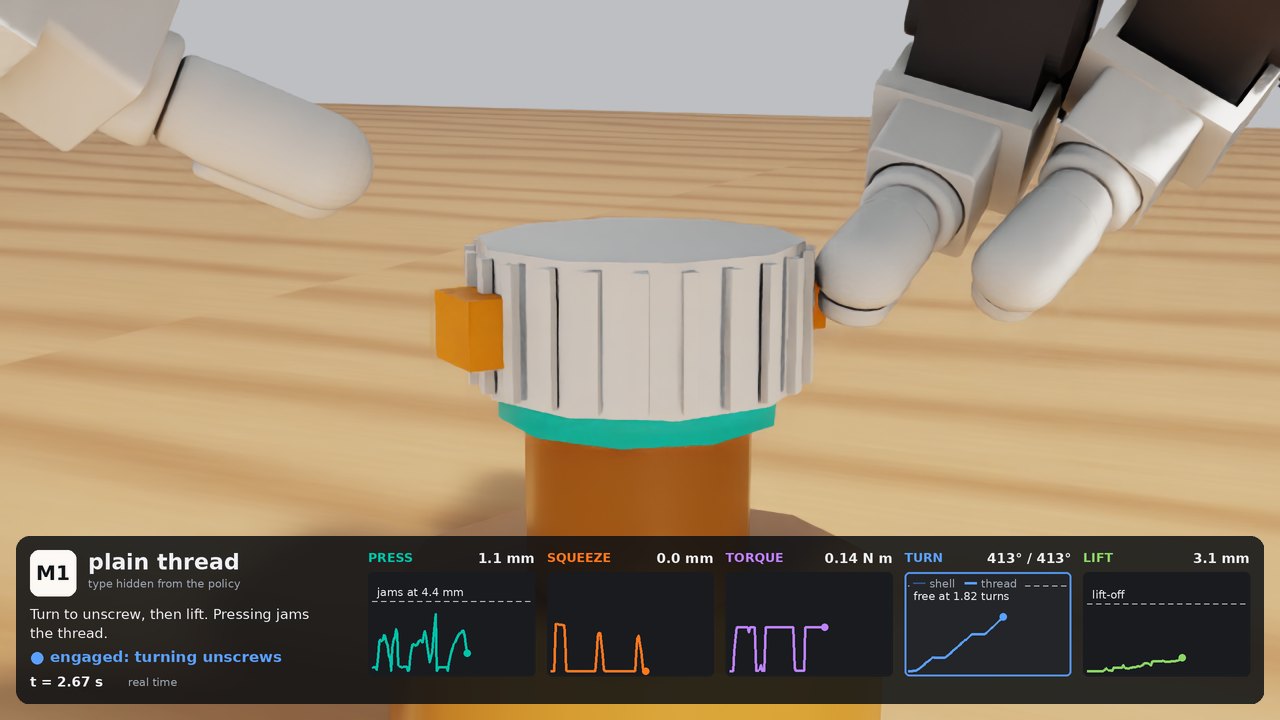 M1
plain thread
type hidden from the policy
Turn to unscrew, then lift. Pressing jams
the thread.
engaged: turning unscrews
t = 2.67 s real time
PRESS 1.1 mm
jams at 4.4 mm
SQUEEZE 0.0 mm
TORQUE 0.14 N m
TURN 413° / 413°
shell thread
free at 1.82 turns
LIFT 3.1 mm
lift-off